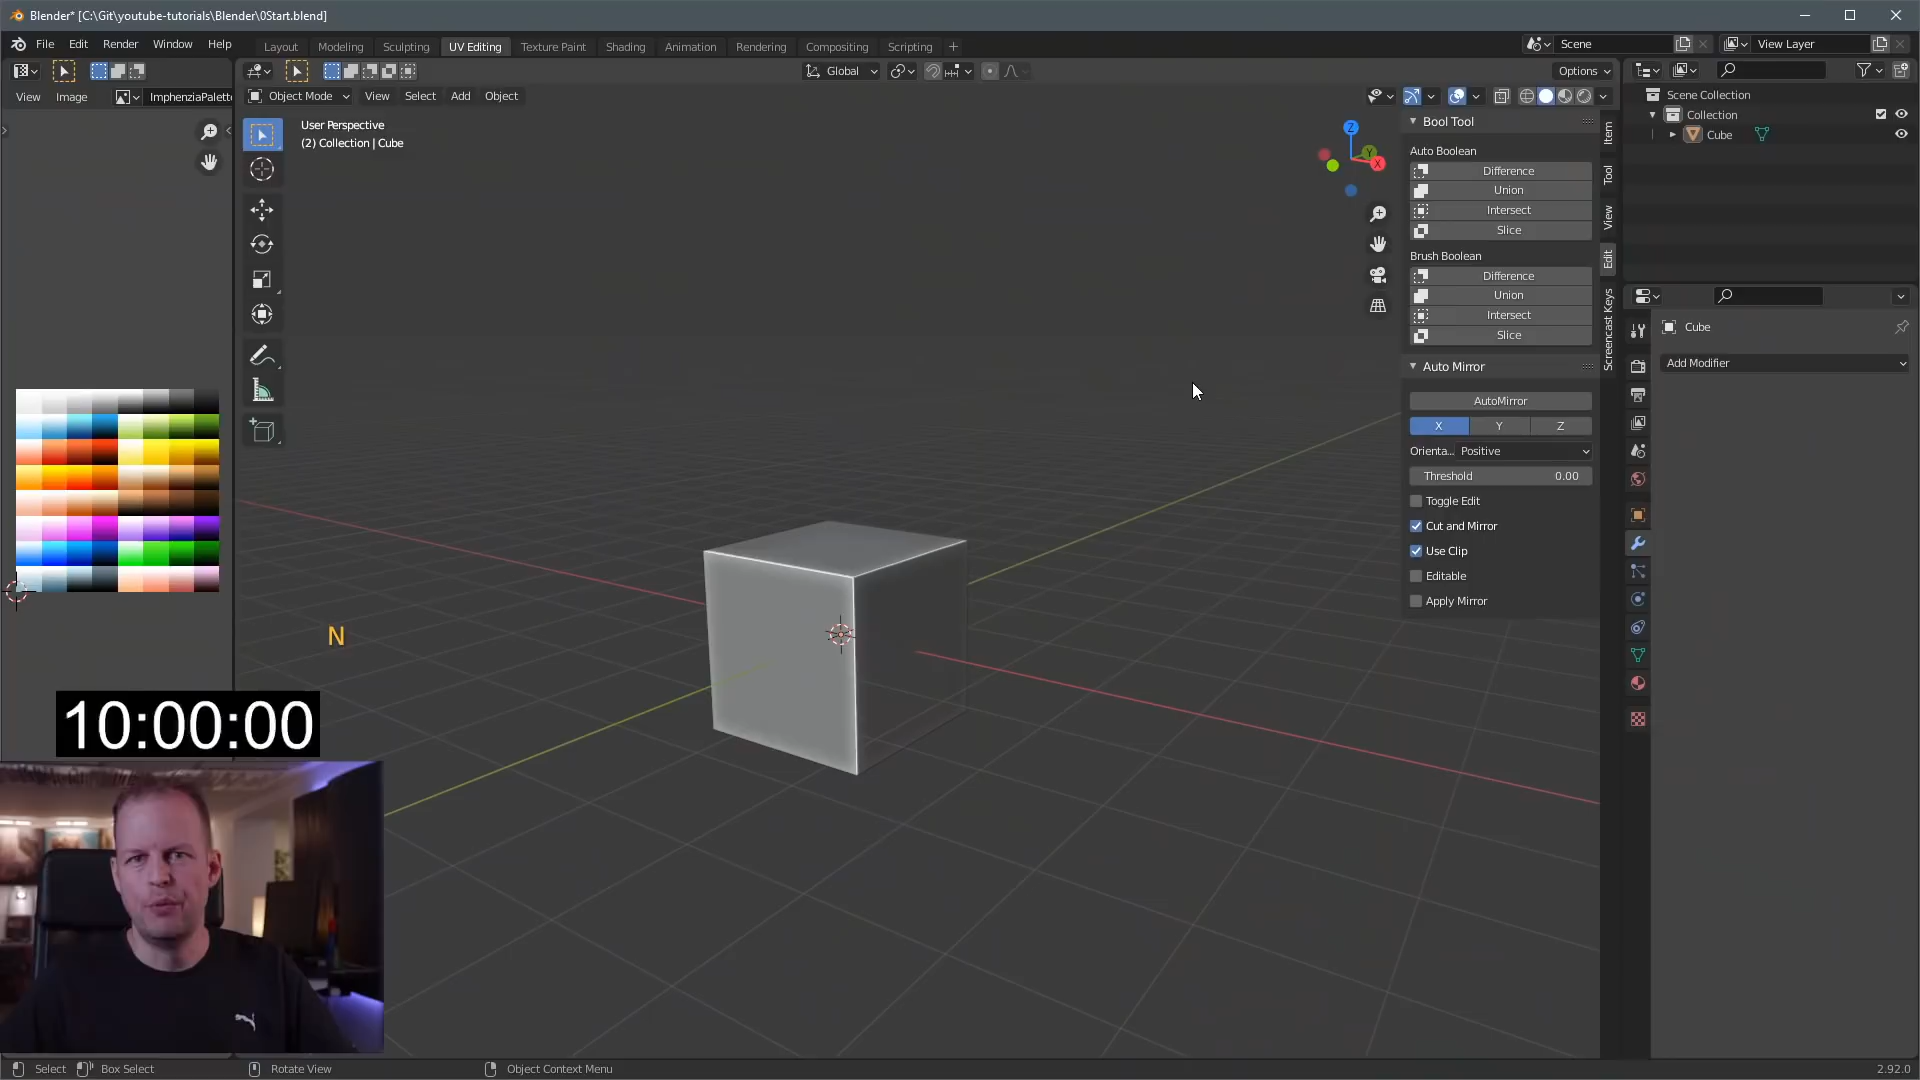 Blender* [C:\Git\youtube-tutorials\Blender\0Start.blend]
File Edit Render Window Help
Layout Modeling Sculpting UV Editing Texture Paint Shading Animation Rendering Compositing Scripting +
Scene
View Layer
Global
Options
View Image
ImphenziaPalette
Object Mode View Select Add Object
User Perspective
(2) Collection | Cube
Z
Y
X
Bool Tool
Auto Boolean
Difference
Union
Intersect
Slice
Brush Boolean
Difference
Union
Intersect
Slice
Auto Mirror
AutoMirror
X Y Z
Orienta... Positive
Threshold 0.00
Toggle Edit
Cut and Mirror
Use Clip
Editable
Apply Mirror
Item
Tool
View
Edit
Screencast Keys
Scene Collection
Collection
Cube
Cube
Add Modifier
N
10:00:00
Select Box Select Rotate View Object Context Menu
2.92.0